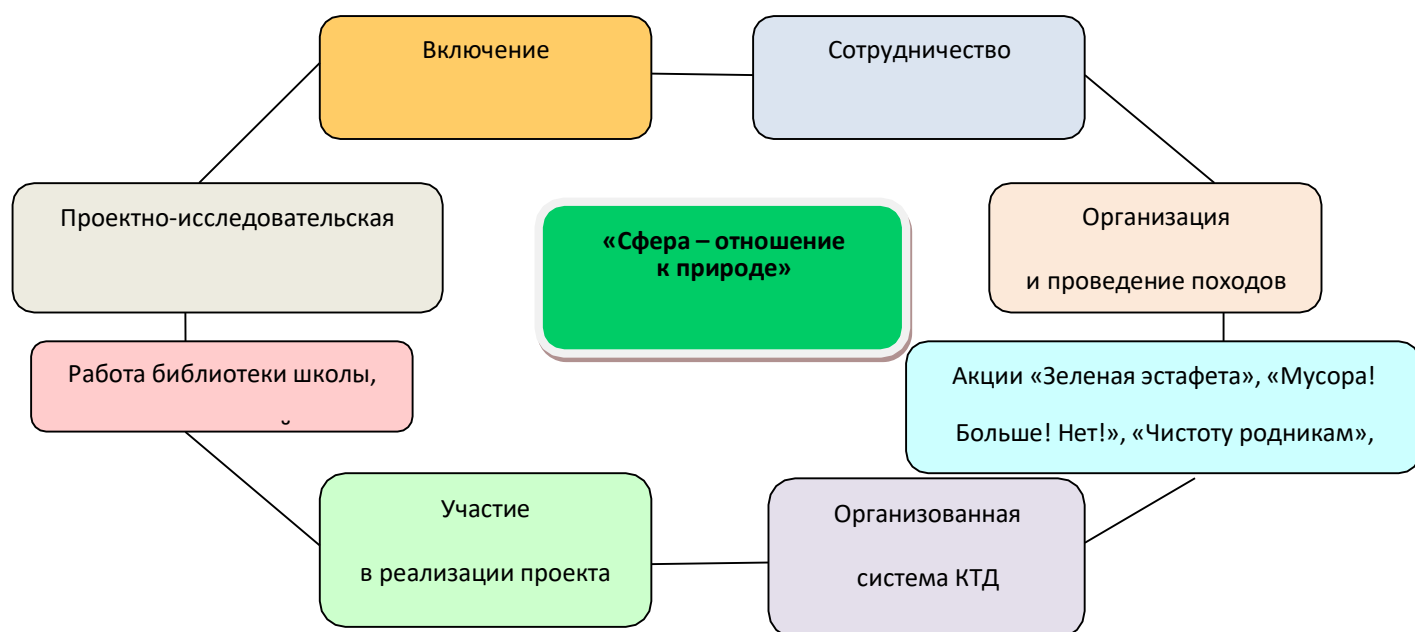 Включение
Сотрудничество
Проектно-исследовательская
«Сфера – отношение
к природе»
Организация
и проведение походов
Работа библиотеки школы,
Акции «Зеленая эстафета», «Мусора!
Больше! Нет!», «Чистоту родникам»,
Участие
в реализации проекта
Организованная
система КТД